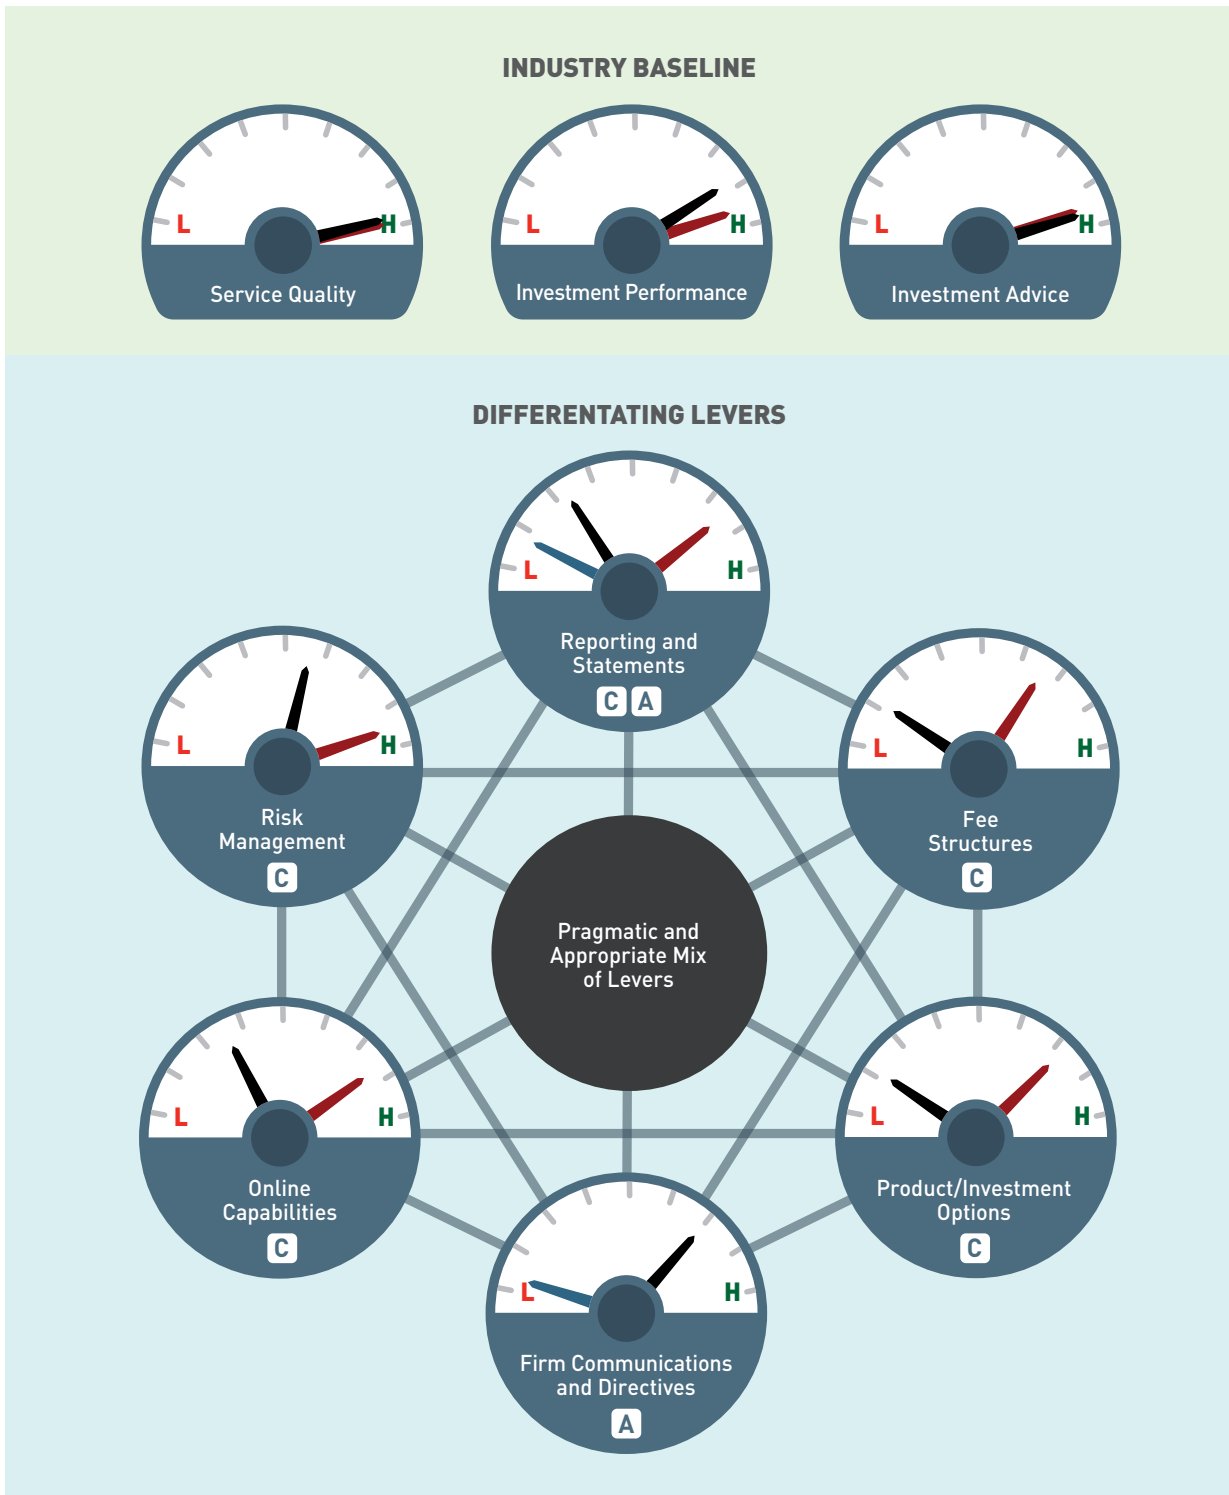 INDUSTRY BASELINE
L
H
Service Quality
L
H
Investment Performance
L
H
Investment Advice
DIFFERENTATING LEVERS
L
H
Reporting and
Statements
C A
L
H
Risk
Management
C
L
H
Fee
Structures
C
Pragmatic and
Appropriate Mix
of Levers
L
H
Online
Capabilities
C
L
H
Product/Investment
Options
C
L
H
Firm Communications
and Directives
A